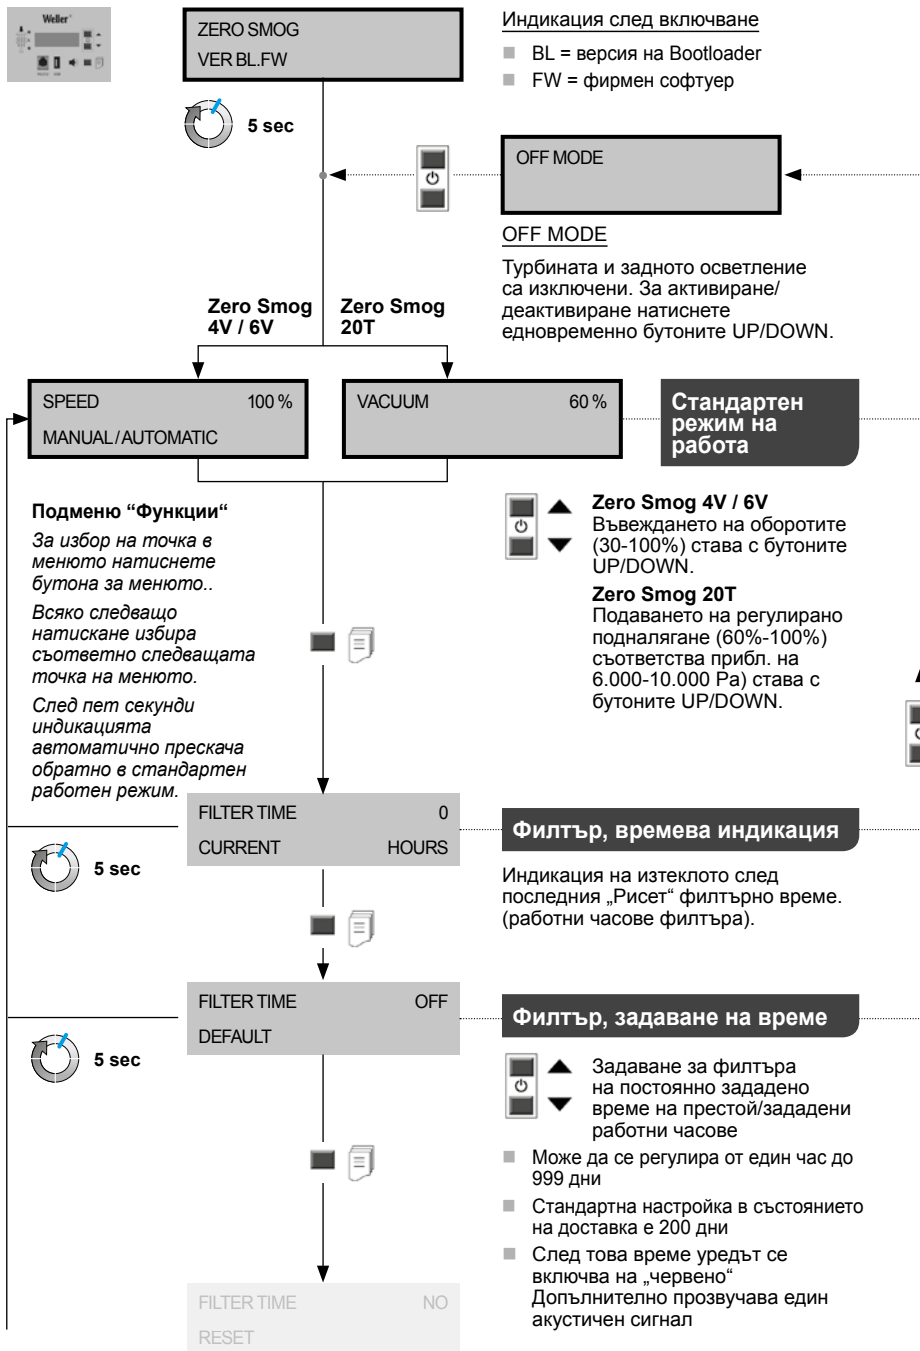 Weller
ZERO SMOG
VER BL.FW
Индикация след включване
BL = версия на Bootloader
FW = фирмен софтуер
5 sec
OFF MODE
OFF MODE
Турбината и задното осветление
са изключени. За активиране/
деактивиране натиснете
едновременно бутоните UP/DOWN.
Zero Smog
4V / 6V
Zero Smog
20T
SPEED 100 %
MANUAL / AUTOMATIC
VACUUM 60 %
Стандартен
режим на
работа
Подменю “Функции“
За избор на точка в
менюто натиснете
бутона за менюто..
Всяко следващо
натискане избира
съответно следващата
точка на менюто.
След пет секунди
индикацията
автоматично прескача
обратно в стандартен
работен режим.
Zero Smog 4V / 6V
Въвеждането на оборотите
(30-100%) става с бутоните
UP/DOWN.
Zero Smog 20T
Подаването на регулирано
подналягане (60%-100%)
съответства прибл. на
6.000-10.000 Pa) става с
бутоните UP/DOWN.
FILTER TIME 0
CURRENT HOURS
5 sec
Филтър, времева индикация
Индикация на изтеклото след
последния „Рисет“ филтърно време.
(работни часове филтъра).
FILTER TIME OFF
DEFAULT
5 sec
Филтър, задаване на време
Задаване за филтъра
на постоянно зададено
време на престой/зададени
работни часове
Може да се регулира от един час до
999 дни
Стандартна настройка в състоянието
на доставка е 200 дни
След това време уредът се
включва на „червено“
Допълнително прозвучава един
акустичен сигнал
FILTER TIME NO
RESET